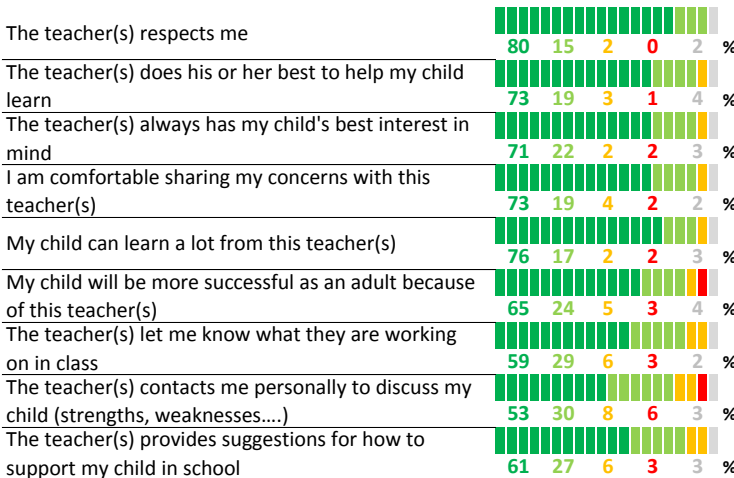 The teacher(s) respects me
80 15 2 0 2 %
The teacher(s) does his or her best to help my child
learn
73 19 3 1 4 %
The teacher(s) always has my child's best interest in
mind
71 22 2 2 3 %
I am comfortable sharing my concerns with this
teacher(s)
73 19 4 2 2 %
My child can learn a lot from this teacher(s)
76 17 2 2 3 %
My child will be more successful as an adult because
of this teacher(s)
65 24 5 3 4 %
The teacher(s) let me know what they are working
on in class
59 29 6 3 2 %
The teacher(s) contacts me personally to discuss my
child (strengths, weaknesses....)
53 30 8 6 3 %
The teacher(s) provides suggestions for how to
support my child in school
61 27 6 3 3 %